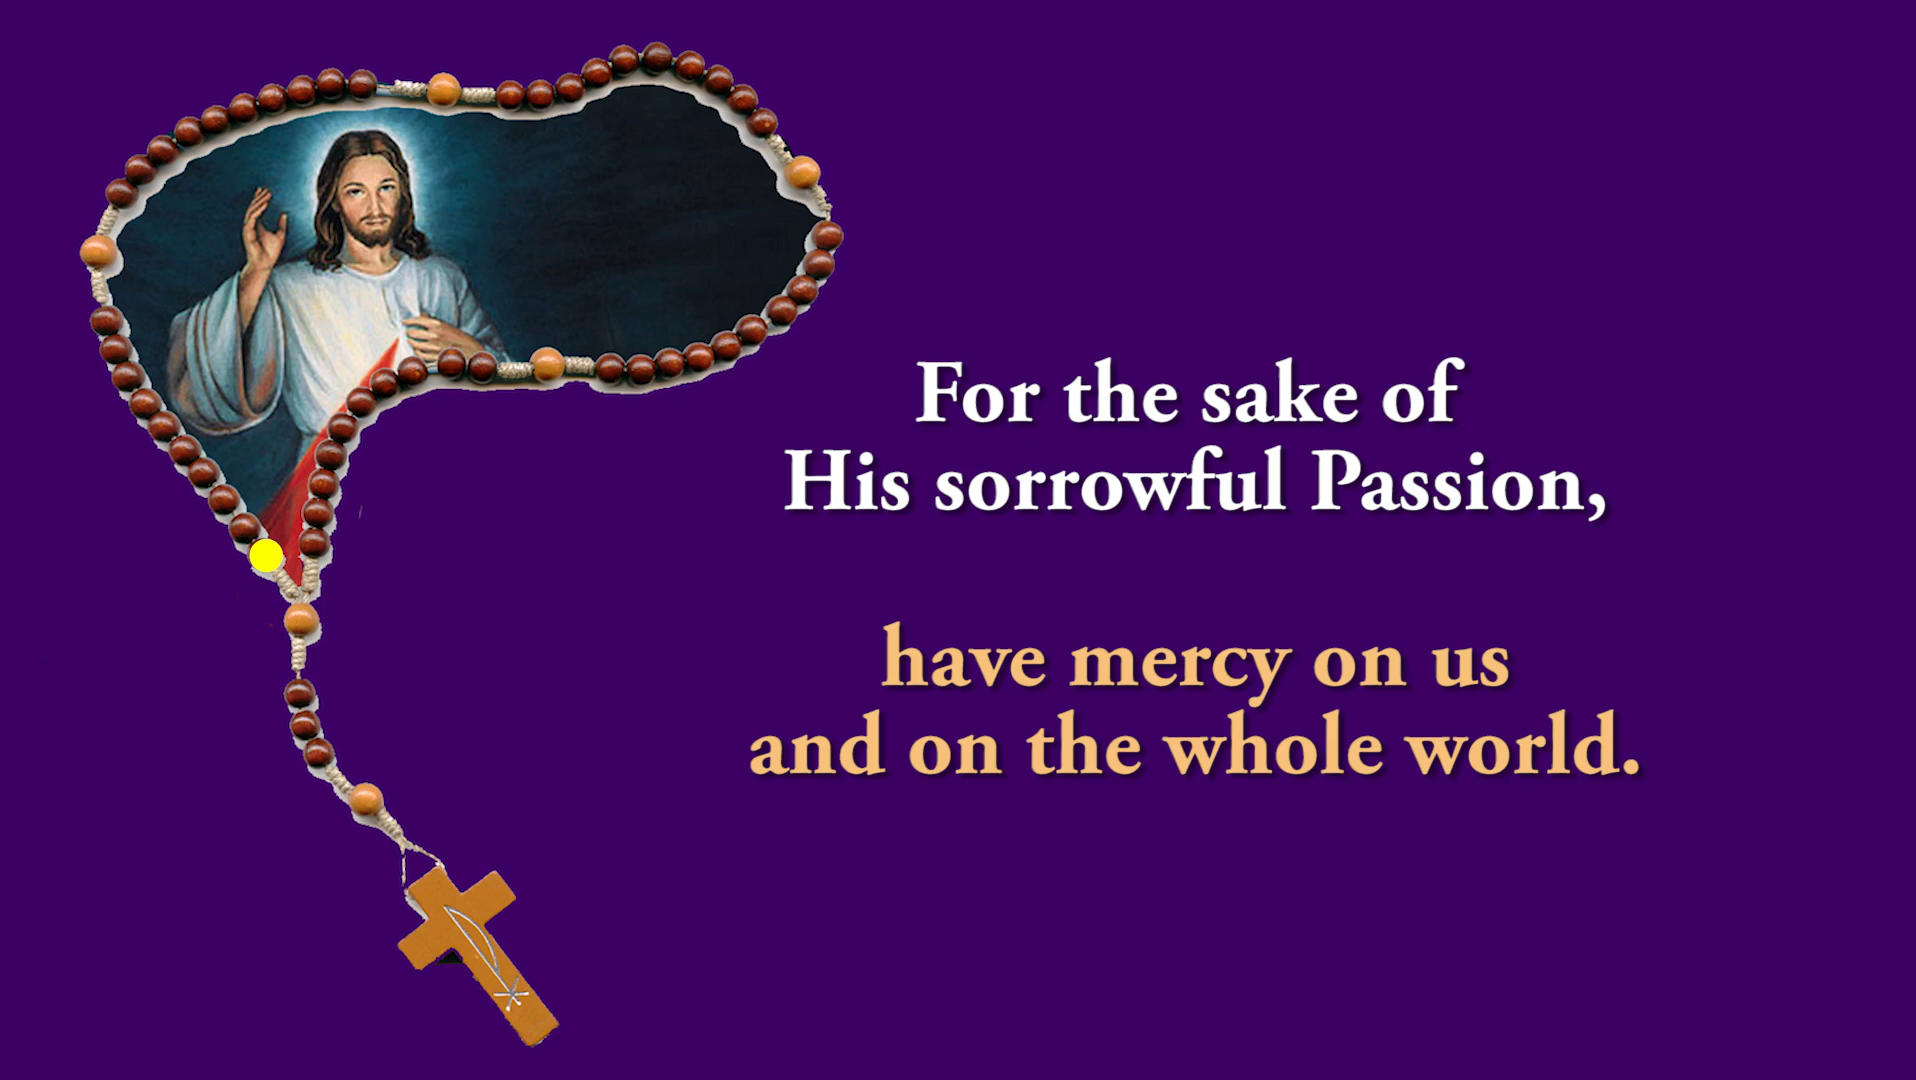 For the sake of
His sorrowful Passion,
have mercy on us
and on the whole world.